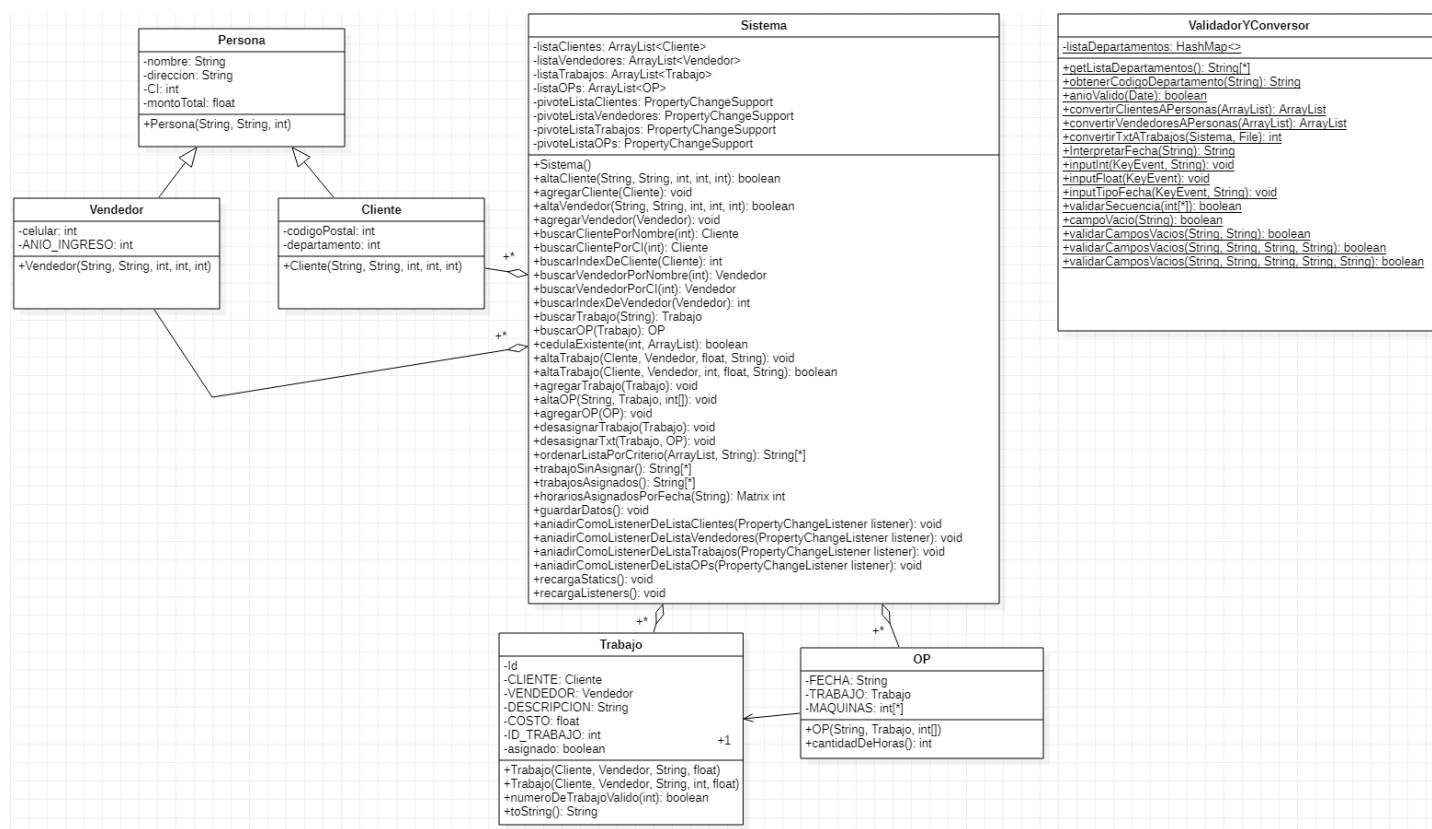 Persona
-nombre: String
-direccion: String
-CI: int
-montoTotal: float
+Persona(String, String, int)
Vendedor
-celular: int
-ANIO_INGRESO: int
+Vendedor(String, String, int, int, int)
Cliente
-codigoPostal: int
-departamento: int
+Cliente(String, String, int, int, int)
+*
+*
Sistema
-listaClientes: ArrayList<Cliente>
-listaVendedores: ArrayList<Vendedor>
-listaTrabajos: ArrayList<Trabajo>
-listaOPs: ArrayList<OP>
-pivoteListaClientes: PropertyChangeSupport
-pivoteListaVendedores: PropertyChangeSupport
-pivoteListaTrabajos: PropertyChangeSupport
-pivoteListaOPs: PropertyChangeSupport
+Sistema()
+altaCliente(String, String, int, int, int): boolean
+agregarCliente(Cliente): void
+altaVendedor(String, String, int, int, int): boolean
+agregarVendedor(Vendedor): void
+buscarClientePorNombre(int): Cliente
+buscarClientePorCI(int): Cliente
+buscarIndexDeCliente(Cliente): int
+buscarVendedorPorNombre(int): Vendedor
+buscarVendedorPorCI(int): Vendedor
+buscarIndexDeVendedor(Vendedor): int
+buscarTrabajo(String): Trabajo
+buscarOP(Trabajo): OP
+cedulaExistente(int, ArrayList): boolean
+altaTrabajo(Clente, Vendedor, float, String): void
+altaTrabajo(Cliente, Vendedor, int, float, String): boolean
+agregarTrabajo(Trabajo): void
+altaOP(String, Trabajo, int[]): void
+agregarOP(OP): void
+desasignarTrabajo(Trabajo): void
+desasignarTxt(Trabajo, OP): void
+ordenarListaPorCriterio(ArrayList, String): String[*]
+trabajoSinAsignar(): String[*]
+trabajosAsignados(): String[*]
+horariosAsignadosPorFecha(String): Matrix int
+guardarDatos(): void
+aniadirComoListenerDeListaClientes(PropertyChangeListener listener): void
+aniadirComoListenerDeListaVendedores(PropertyChangeListener listener): void
+aniadirComoListenerDeListaTrabajos(PropertyChangeListener listener): void
+aniadirComoListenerDeListaOPs(PropertyChangeListener listener): void
+recargaStatics(): void
+recargaListeners(): void
ValidadorYConversor
-listaDepartamentos: HashMap<>
+getListaDepartamentos(): String[*]
+obtenerCodigoDepartamento(String): String
+anioValido(Date): boolean
+convertirClientesAPersonas(ArrayList): ArrayList
+convertirVendedoresAPersonas(ArrayList): ArrayList
+convertirTxtATrabajos(Sistema, File): int
+InterpretarFecha(String): String
+inputInt(KeyEvent, String): void
+inputFloat(KeyEvent): void
+inputTipoFecha(KeyEvent, String): void
+validarSecuencia(int[*]): boolean
+campoVacio(String): boolean
+validarCamposVacios(String, String): boolean
+validarCamposVacios(String, String, String, String): boolean
+validarCamposVacios(String, String, String, String, String): boolean
+*
+*
Trabajo
-Id
-CLIENTE: Cliente
-VENDEDOR: Vendedor
-DESCRIPCION: String
-COSTO: float
-ID_TRABAJO: int
-asignado: boolean
+1
+Trabajo(Cliente, Vendedor, String, float)
+Trabajo(Cliente, Vendedor, String, int, float)
+numeroDeTrabajoValido(int): boolean
+toString(): String
OP
-FECHA: String
-TRABAJO: Trabajo
-MAQUINAS: int[*]
+OP(String, Trabajo, int[])
+cantidadDeHoras(): int